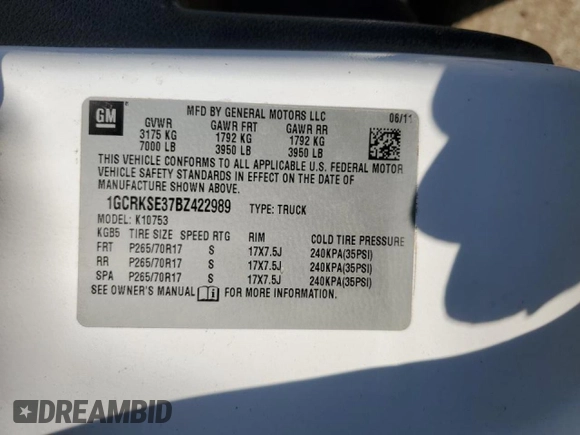 GM
MFD BY GENERAL MOTORS LLC 06/11
GVWR GAWR FRT GAWR RR
3175 KG 1792 KG 1792 KG
7000 LB 3950 LB 3950 LB
THIS VEHICLE CONFORMS TO ALL APPLICABLE U.S. FEDERAL MOTOR
VEHICLE SAFETY STANDARDS IN EFFECT ON THE DATE OF
MANUFACTURE SHOWN ABOVE.
1GCRKSE37BZ422989 TYPE: TRUCK
MODEL: K10753
KGB5 TIRE SIZE SPEED RTG RIM COLD TIRE PRESSURE
FRT P265/70R17 S 17X7.5J 240KPA(35PSI)
RR P265/70R17 S 17X7.5J 240KPA(35PSI)
SPA P265/70R17 S 17X7.5J 240KPA(35PSI)
SEE OWNER'S MANUAL FOR MORE INFORMATION.
DREAMBID